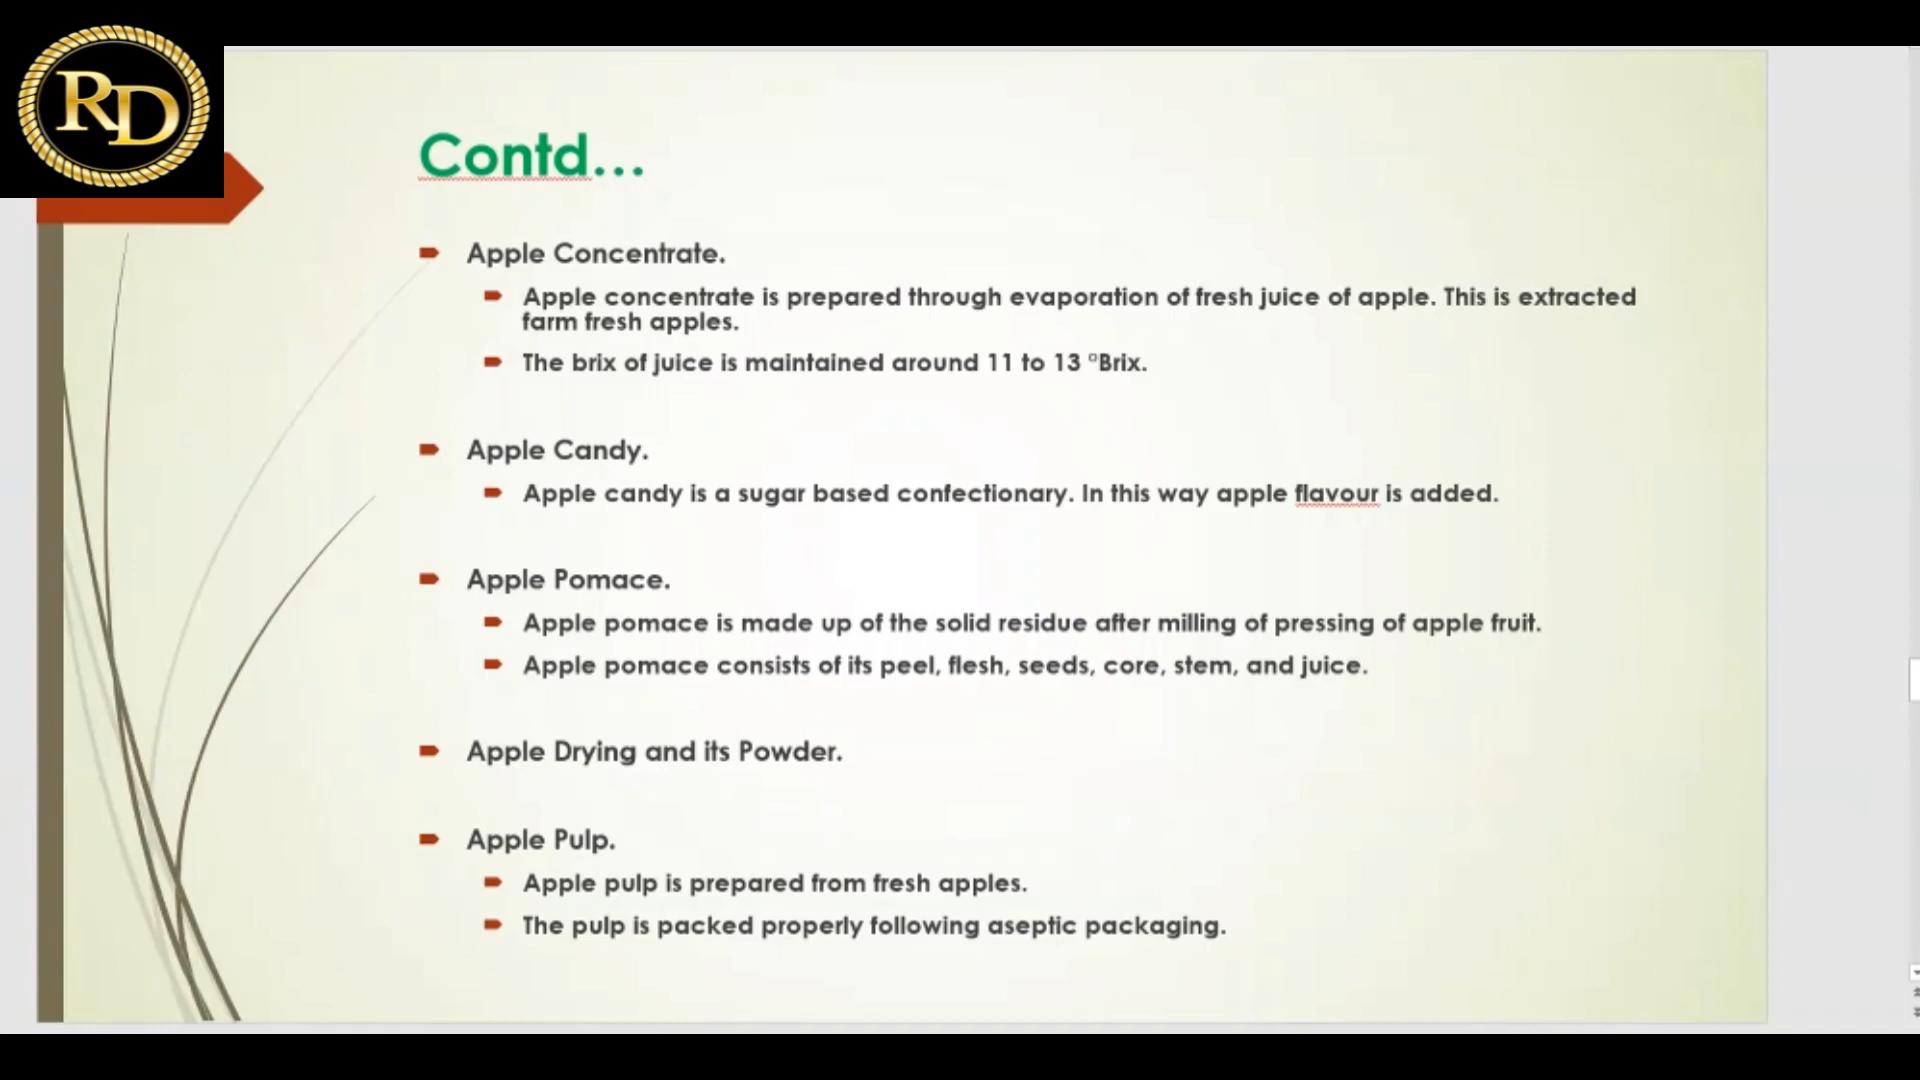 RD
Contd...
Apple Concentrate.
Apple concentrate is prepared through evaporation of fresh juice of apple. This is extracted
farm fresh apples.
The brix of juice is maintained around 11 to 13 °Brix.
Apple Candy.
Apple candy is a sugar based confectionary. In this way apple flavour is added.
Apple Pomace.
Apple pomace is made up of the solid residue after milling of pressing of apple fruit.
Apple pomace consists of its peel, flesh, seeds, core, stem, and juice.
Apple Drying and its Powder.
Apple Pulp.
Apple pulp is prepared from fresh apples.
The pulp is packed properly following aseptic packaging.